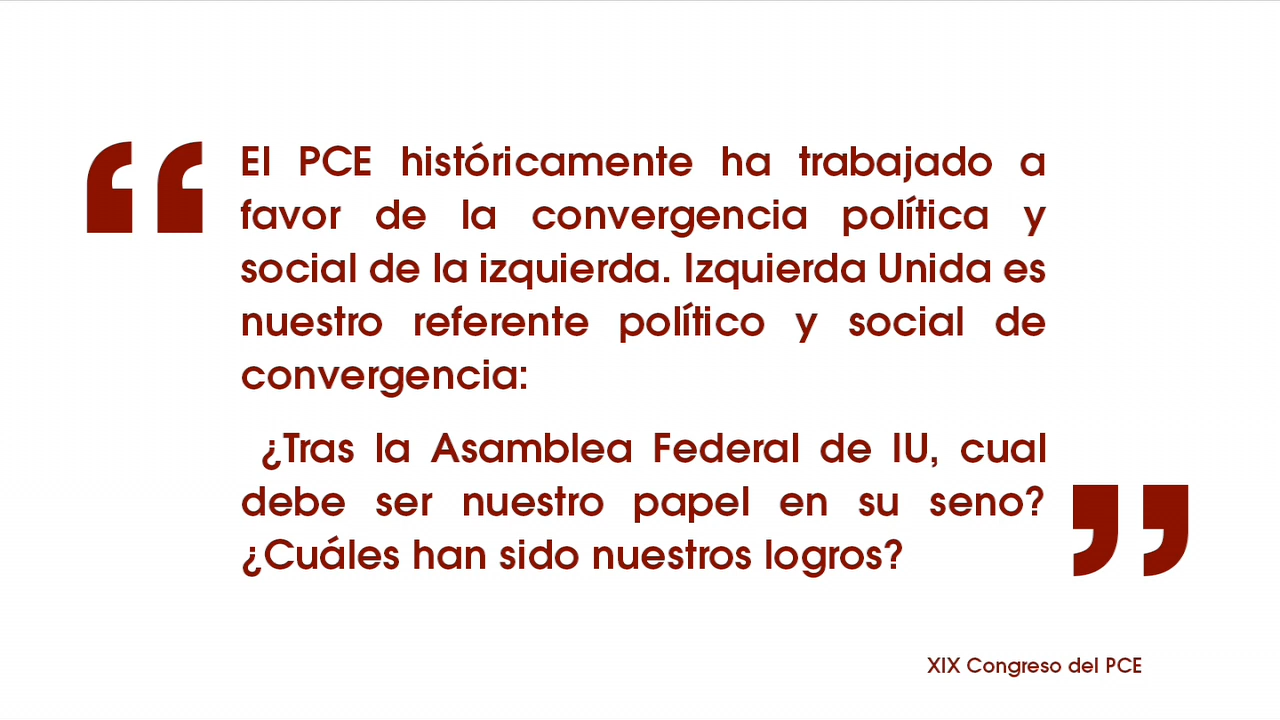 “ El PCE históricamente ha trabajado a
favor de la convergencia política y
social de la izquierda. Izquierda Unida es
nuestro referente político y social de
convergencia:
¿Tras la Asamblea Federal de IU, cual
debe ser nuestro papel en su seno?
¿Cuáles han sido nuestros logros? ”
XIX Congreso del PCE